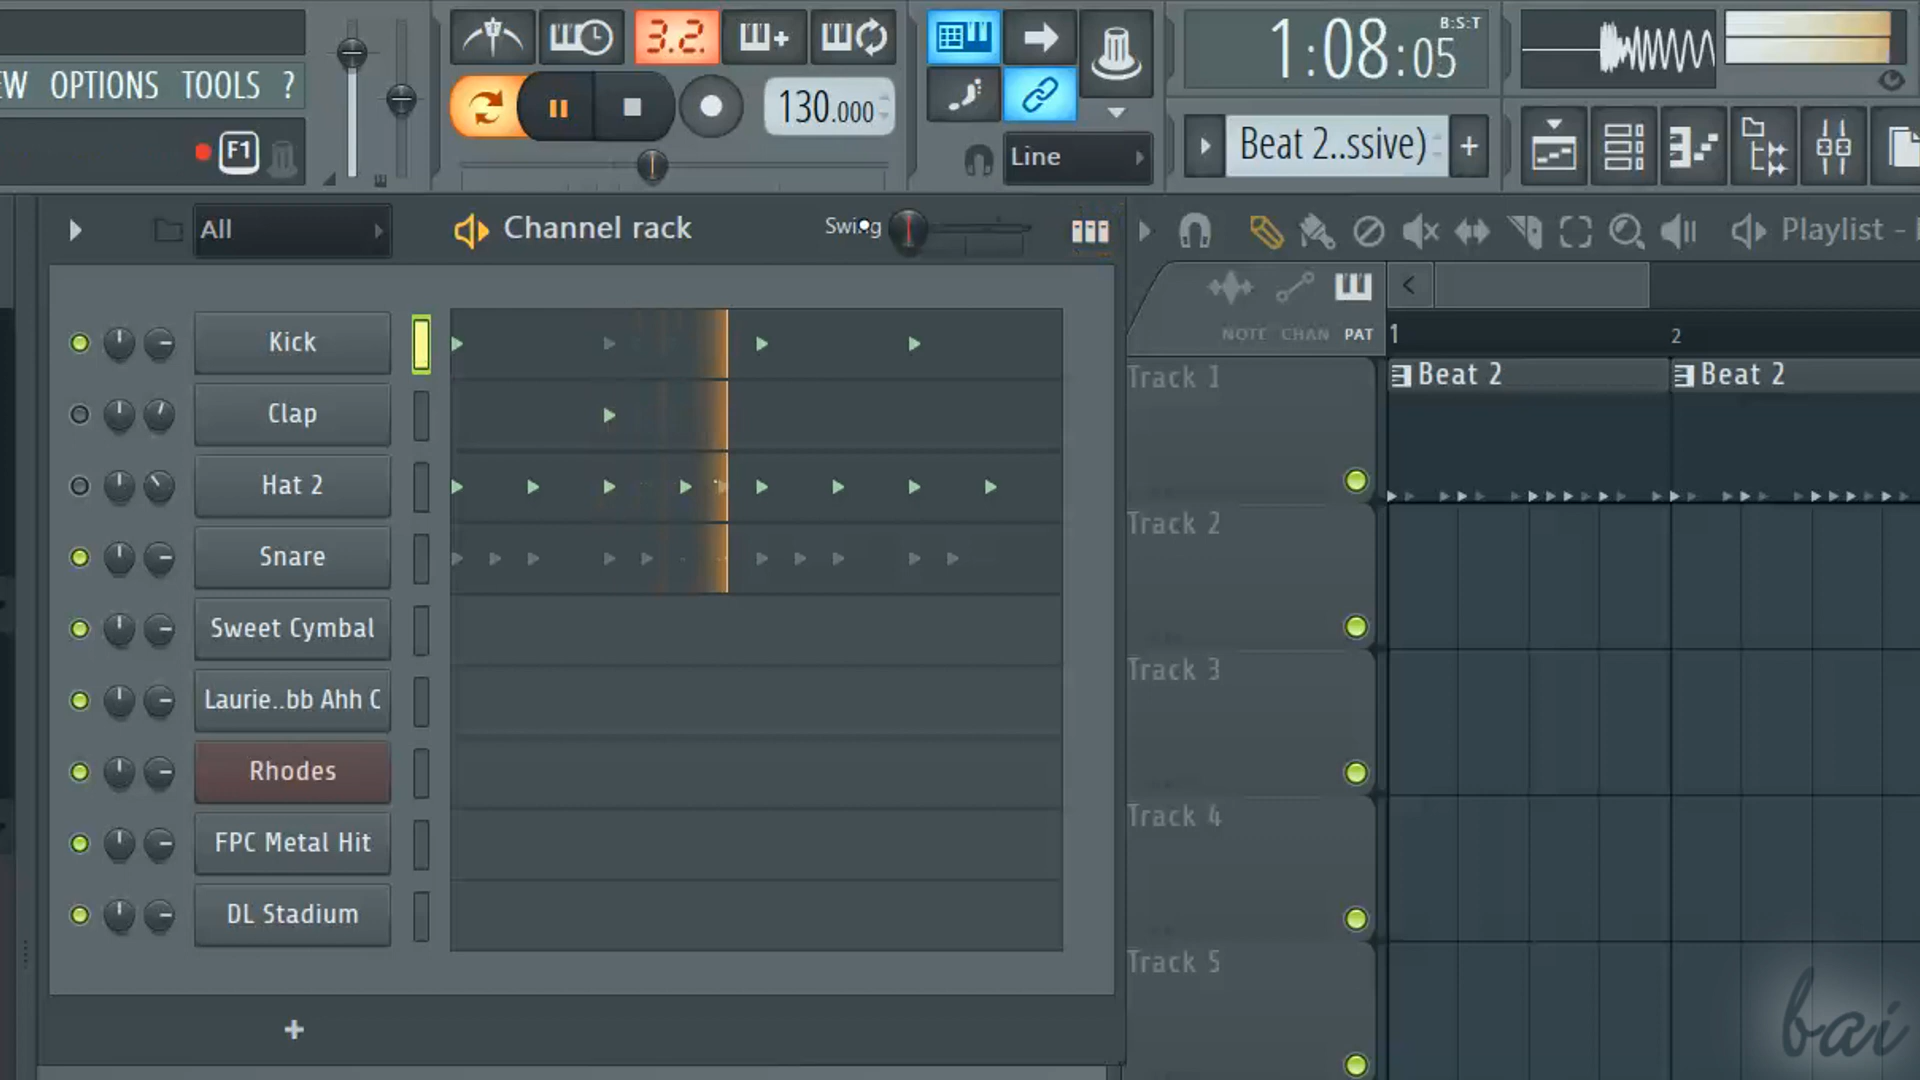 3.2.
1:08:05
B:S:T
EW OPTIONS TOOLS ?
130.000
F1
Line
Beat 2..ssive)
+
All
Channel rack
Swing
Playlist -
NOTE CHAN PAT
1
2
Kick
Clap
Hat 2
Snare
Sweet Cymbal
Laurie..bb Ahh C
Rhodes
FPC Metal Hit
DL Stadium
+
Track 1
Beat 2
Beat 2
Track 2
Track 3
Track 4
Track 5
bai